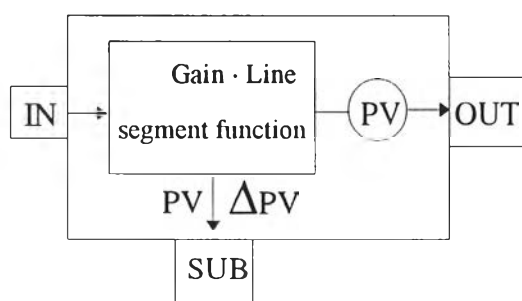 Gain · Line
IN
segment function
PV
OUT
PV ΔPV
SUB